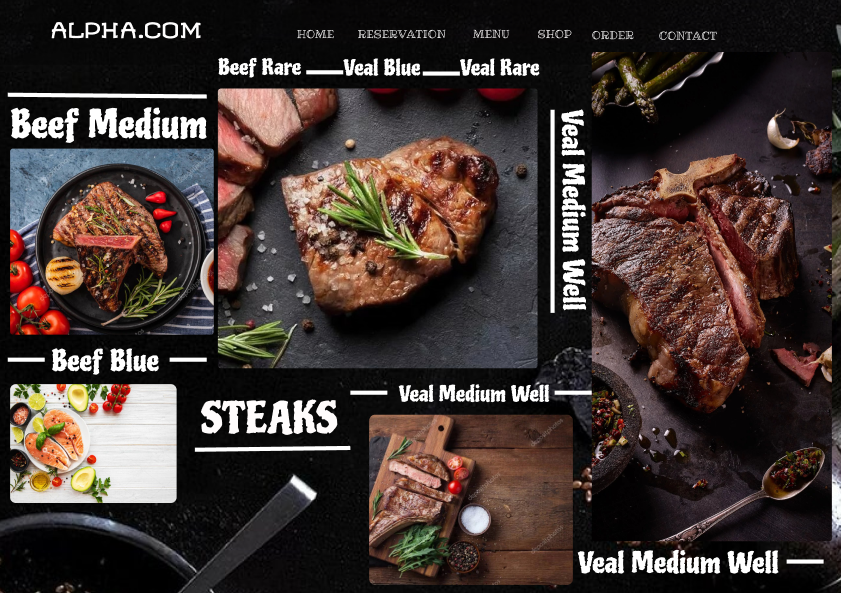 ALPHA.COM
HOME RESERVATION MENU SHOP ORDER CONTACT
Beef Rare Veal Blue Veal Rare
Beef Medium
Veal Medium Well
Beef Blue
STEAKS
Veal Medium Well
Veal Medium Well